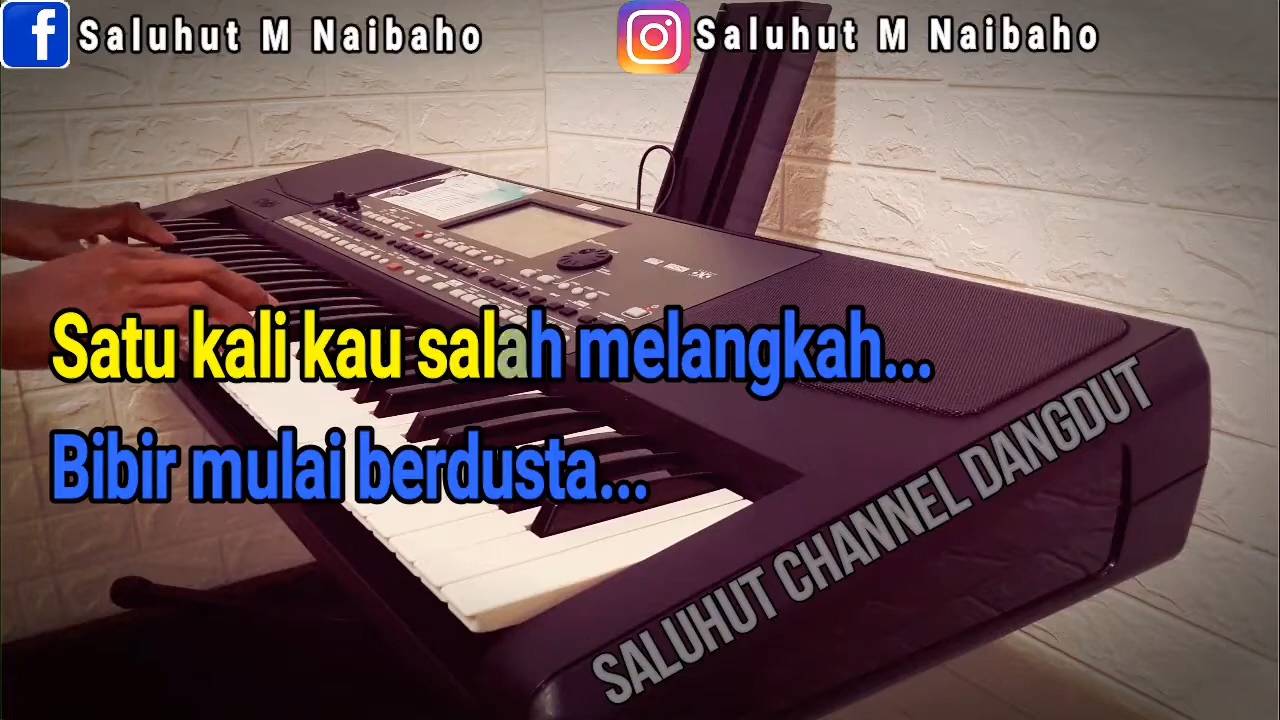 Saluhut M Naibaho
Saluhut M Naibaho
Satu kali kau salah melangkah...
Bibir mulai berdusta...
SALUHUT CHANNEL DANGDUT